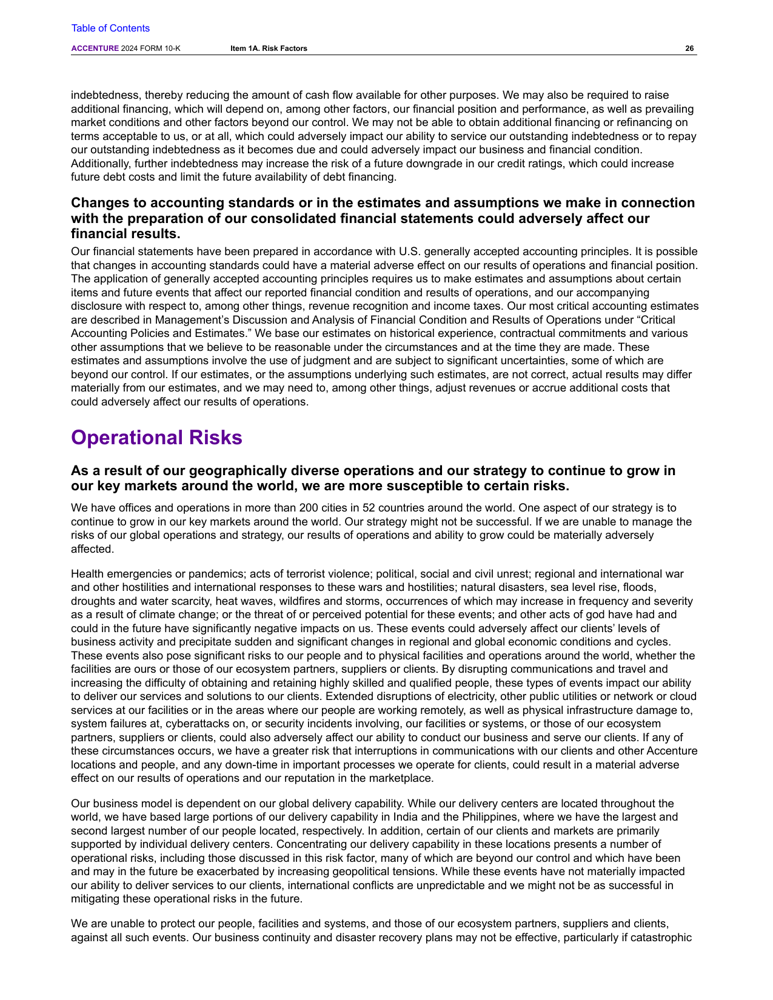 Table of Contents
ACCENTURE 2024 FORM 10-K Item 1A. Risk Factors 26
indebtedness, thereby reducing the amount of cash flow available for other purposes. We may also be required to raise
additional financing, which will depend on, among other factors, our financial position and performance, as well as prevailing
market conditions and other factors beyond our control. We may not be able to obtain additional financing or refinancing on
terms acceptable to us, or at all, which could adversely impact our ability to service our outstanding indebtedness or to repay
our outstanding indebtedness as it becomes due and could adversely impact our business and financial condition.
Additionally, further indebtedness may increase the risk of a future downgrade in our credit ratings, which could increase
future debt costs and limit the future availability of debt financing.
Changes to accounting standards or in the estimates and assumptions we make in connection
with the preparation of our consolidated financial statements could adversely affect our
financial results.
Our financial statements have been prepared in accordance with U.S. generally accepted accounting principles. It is possible
that changes in accounting standards could have a material adverse effect on our results of operations and financial position.
The application of generally accepted accounting principles requires us to make estimates and assumptions about certain
items and future events that affect our reported financial condition and results of operations, and our accompanying
disclosure with respect to, among other things, revenue recognition and income taxes. Our most critical accounting estimates
are described in Management’s Discussion and Analysis of Financial Condition and Results of Operations under “Critical
Accounting Policies and Estimates.” We base our estimates on historical experience, contractual commitments and various
other assumptions that we believe to be reasonable under the circumstances and at the time they are made. These
estimates and assumptions involve the use of judgment and are subject to significant uncertainties, some of which are
beyond our control. If our estimates, or the assumptions underlying such estimates, are not correct, actual results may differ
materially from our estimates, and we may need to, among other things, adjust revenues or accrue additional costs that
could adversely affect our results of operations.
Operational Risks
As a result of our geographically diverse operations and our strategy to continue to grow in
our key markets around the world, we are more susceptible to certain risks.
We have offices and operations in more than 200 cities in 52 countries around the world. One aspect of our strategy is to
continue to grow in our key markets around the world. Our strategy might not be successful. If we are unable to manage the
risks of our global operations and strategy, our results of operations and ability to grow could be materially adversely
affected.
Health emergencies or pandemics; acts of terrorist violence; political, social and civil unrest; regional and international war
and other hostilities and international responses to these wars and hostilities; natural disasters, sea level rise, floods,
droughts and water scarcity, heat waves, wildfires and storms, occurrences of which may increase in frequency and severity
as a result of climate change; or the threat of or perceived potential for these events; and other acts of god have had and
could in the future have significantly negative impacts on us. These events could adversely affect our clients’ levels of
business activity and precipitate sudden and significant changes in regional and global economic conditions and cycles.
These events also pose significant risks to our people and to physical facilities and operations around the world, whether the
facilities are ours or those of our ecosystem partners, suppliers or clients. By disrupting communications and travel and
increasing the difficulty of obtaining and retaining highly skilled and qualified people, these types of events impact our ability
to deliver our services and solutions to our clients. Extended disruptions of electricity, other public utilities or network or cloud
services at our facilities or in the areas where our people are working remotely, as well as physical infrastructure damage to,
system failures at, cyberattacks on, or security incidents involving, our facilities or systems, or those of our ecosystem
partners, suppliers or clients, could also adversely affect our ability to conduct our business and serve our clients. If any of
these circumstances occurs, we have a greater risk that interruptions in communications with our clients and other Accenture
locations and people, and any down-time in important processes we operate for clients, could result in a material adverse
effect on our results of operations and our reputation in the marketplace.
Our business model is dependent on our global delivery capability. While our delivery centers are located throughout the
world, we have based large portions of our delivery capability in India and the Philippines, where we have the largest and
second largest number of our people located, respectively. In addition, certain of our clients and markets are primarily
supported by individual delivery centers. Concentrating our delivery capability in these locations presents a number of
operational risks, including those discussed in this risk factor, many of which are beyond our control and which have been
and may in the future be exacerbated by increasing geopolitical tensions. While these events have not materially impacted
our ability to deliver services to our clients, international conflicts are unpredictable and we might not be as successful in
mitigating these operational risks in the future.
We are unable to protect our people, facilities and systems, and those of our ecosystem partners, suppliers and clients,
against all such events. Our business continuity and disaster recovery plans may not be effective, particularly if catastrophic